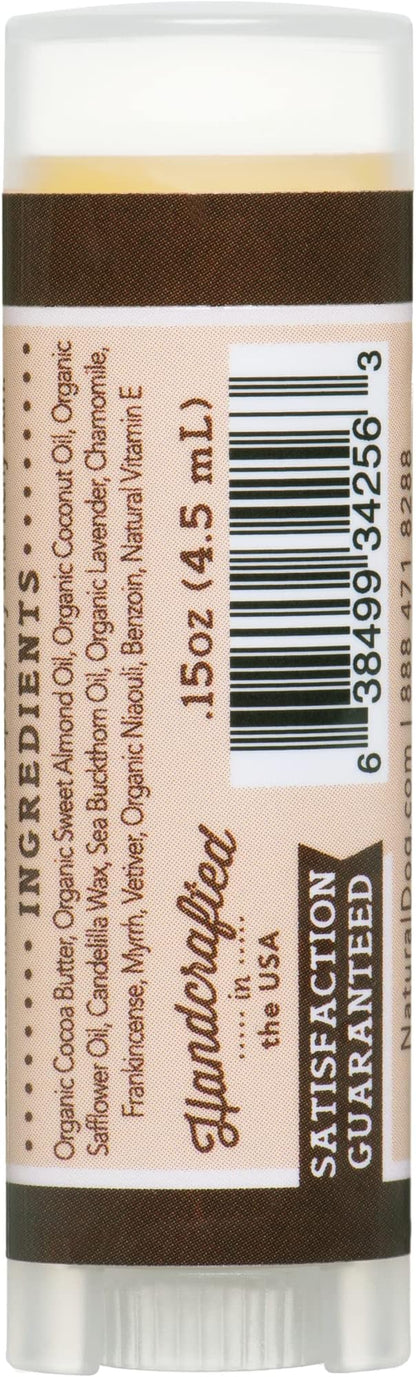 •••••• INGREDIENTS ••••••
Organic Cocoa Butter, Organic Sweet Almond Oil, Organic Coconut Oil, Organic
Safflower Oil, Candelilla Wax, Sea Buckthorn Oil, Organic Lavender, Chamomile,
Frankincense, Myrrh, Vetiver, Organic Niaouli, Benzoin, Natural Vitamin E
.15oz (4.5 mL)
Handcrafted
in
the USA
6 38499 34256 3
SATISFACTION
GUARANTEED
NaturalDog.com | 888 471 8288